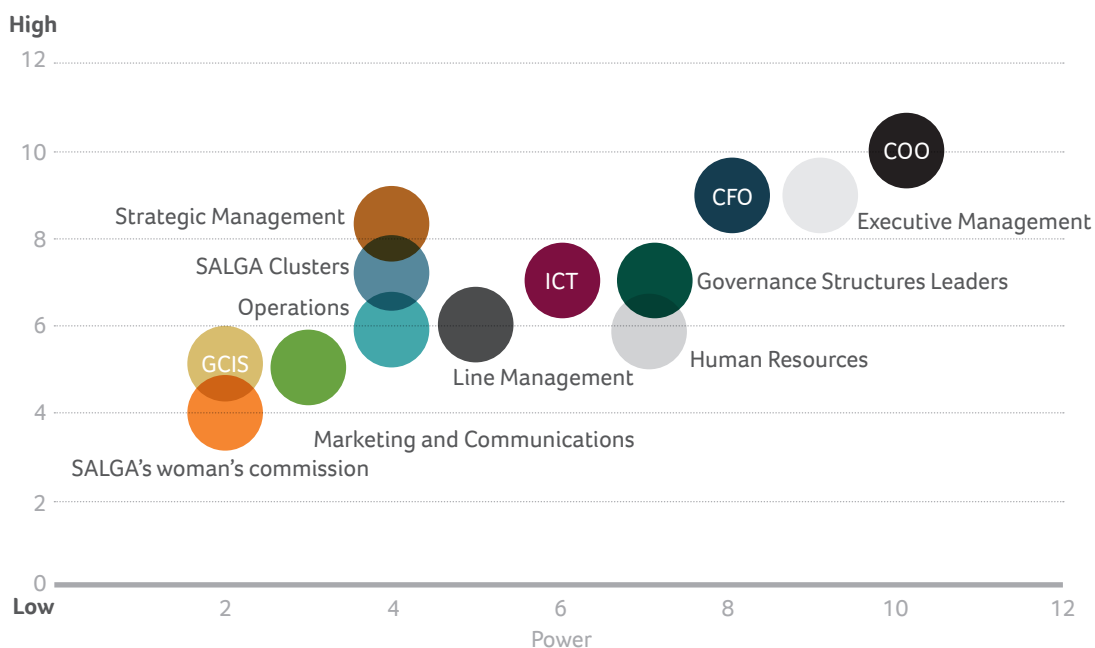 High
12
10
COO
CFO
Strategic Management
Executive Management
8
SALGA Clusters
ICT
Governance Structures Leaders
Operations
6
GCIS
Human Resources
Line Management
4
Marketing and Communications
SALGA’s woman’s commission
2
0
Low
2
4
6
8
10
12
Power